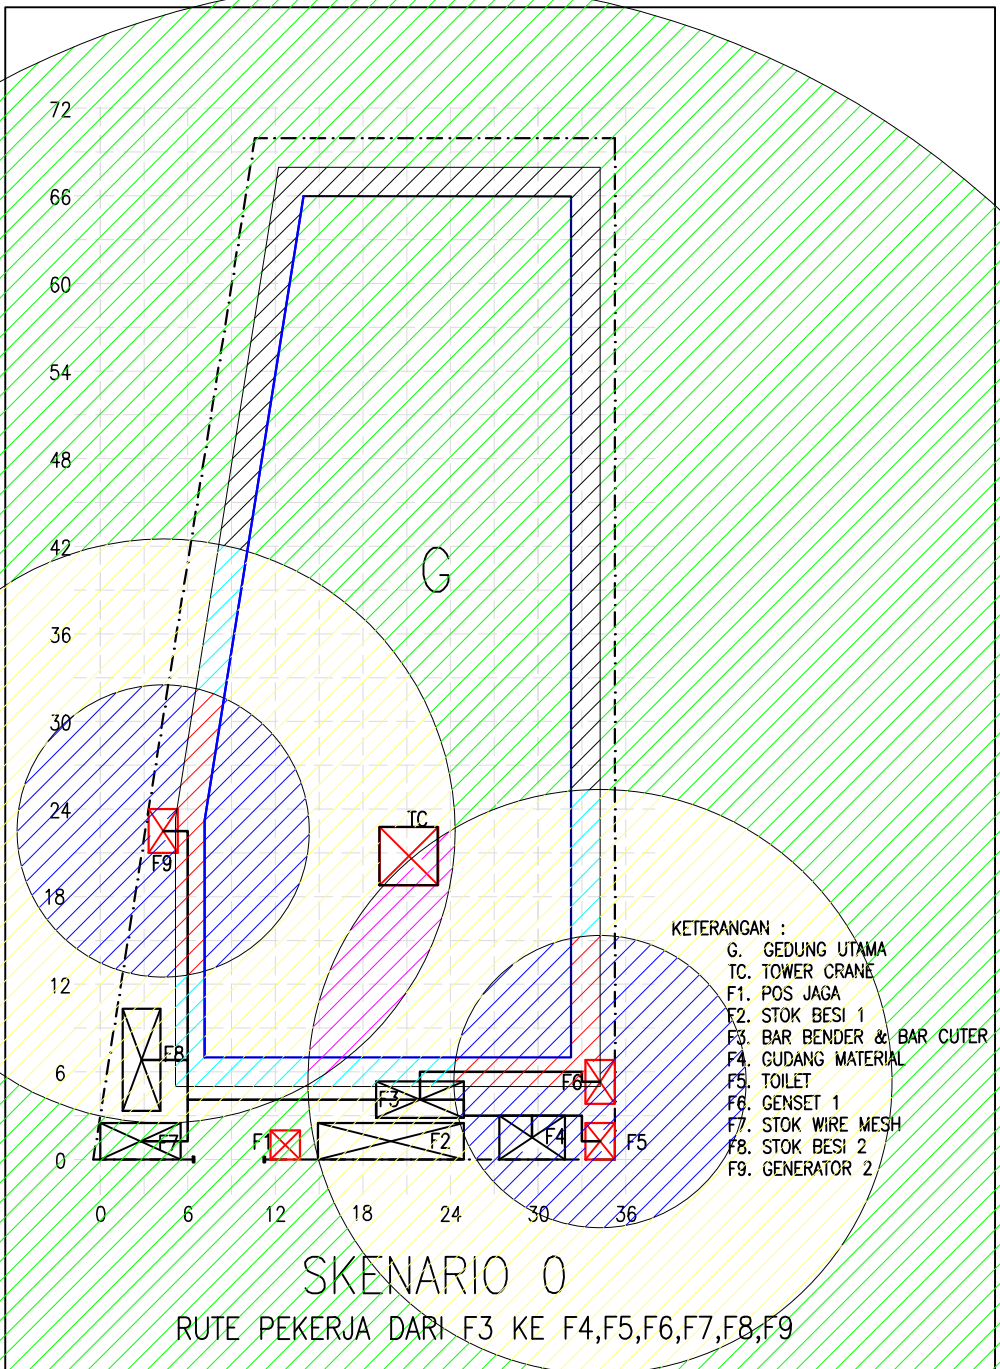 72
66
60
54
48
42
G
36
30
24
TC
F9
18
KETERANGAN :
G. GEDUNG UTAMA
TC. TOWER CRANE
F1. POS JAGA
F2. STOK BESI 1
F3. BAR BENDER & BAR CUTER
F4. GUDANG MATERIAL
F5. TOILET
F6. GENSET 1
F7. STOK WIRE MESH
F8. STOK BESI 2
F9. GENERATOR 2
12
F8
6
F6
F3
F7 F1 F2 F4 F5
0
0 6 12 18 24 30 36
SKENARIO 0
RUTE PEKERJA DARI F3 KE F4,F5,F6,F7,F8,F9